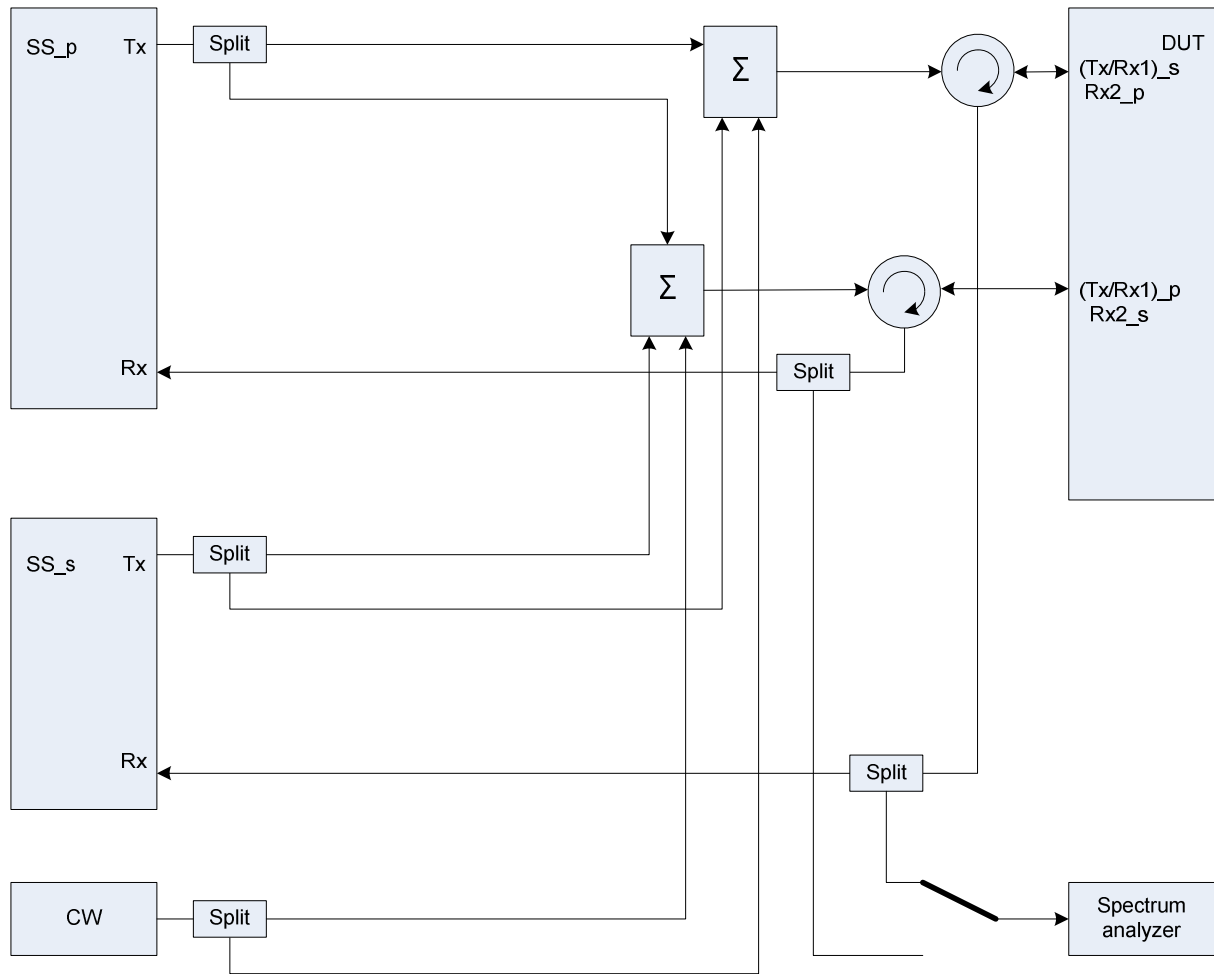 SS_p
Tx
Split
Σ
DUT
(Tx/Rx1)_s
Rx2_p
Σ
(Tx/Rx1)_p
Rx2_s
Rx
Split
SS_s
Tx
Split
Rx
Split
CW
Split
Spectrum
analyzer